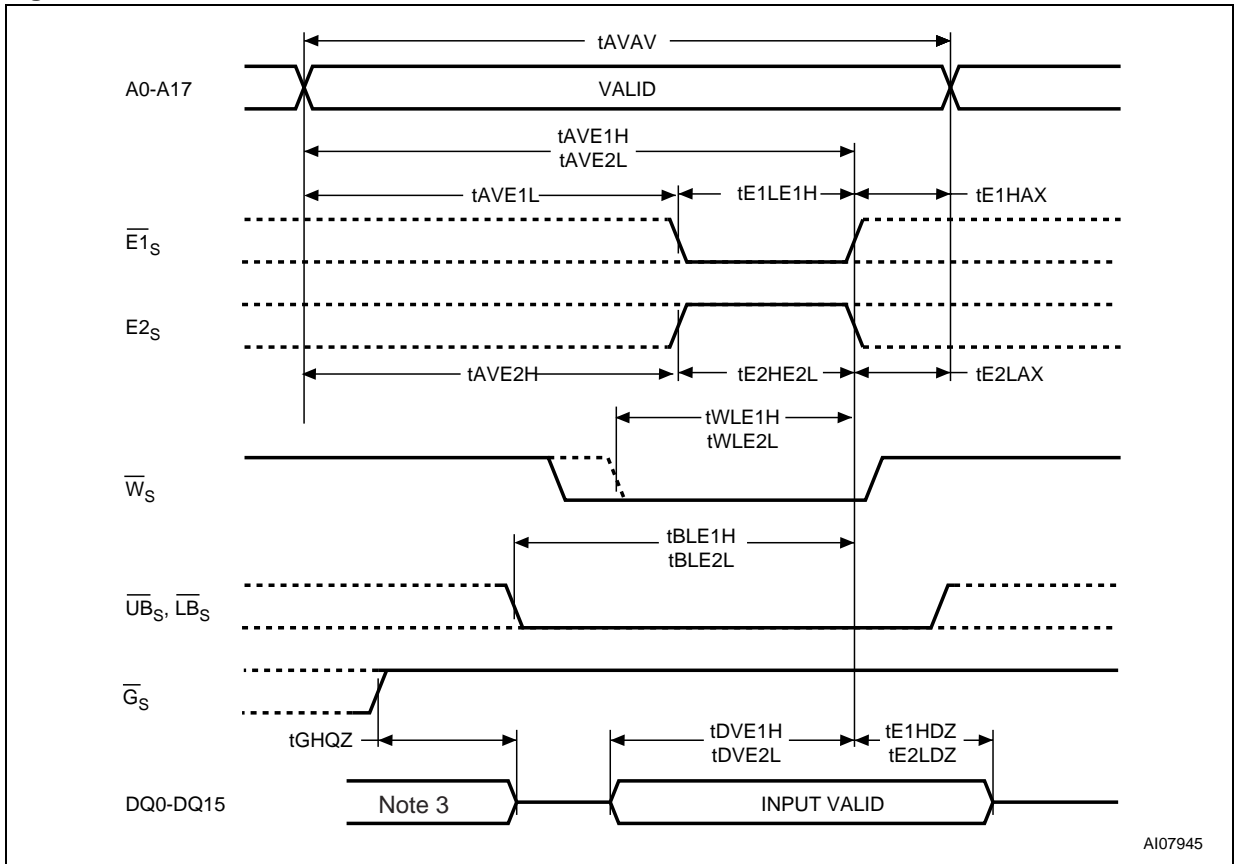 tAVAV
A0-A17
VALID
tAVE1H
tAVE2L
tAVE1L
tE1LE1H
tE1HAX
E1S
E2S
tAVE2H
tE2HE2L
tE2LAX
tWLE1H
tWLE2L
WS
tBLE1H
tBLE2L
UBS, LBS
GS
tGHQZ
tDVE1H
tDVE2L
tE1HDZ
tE2LDZ
DQ0-DQ15
Note 3
INPUT VALID
AI07945